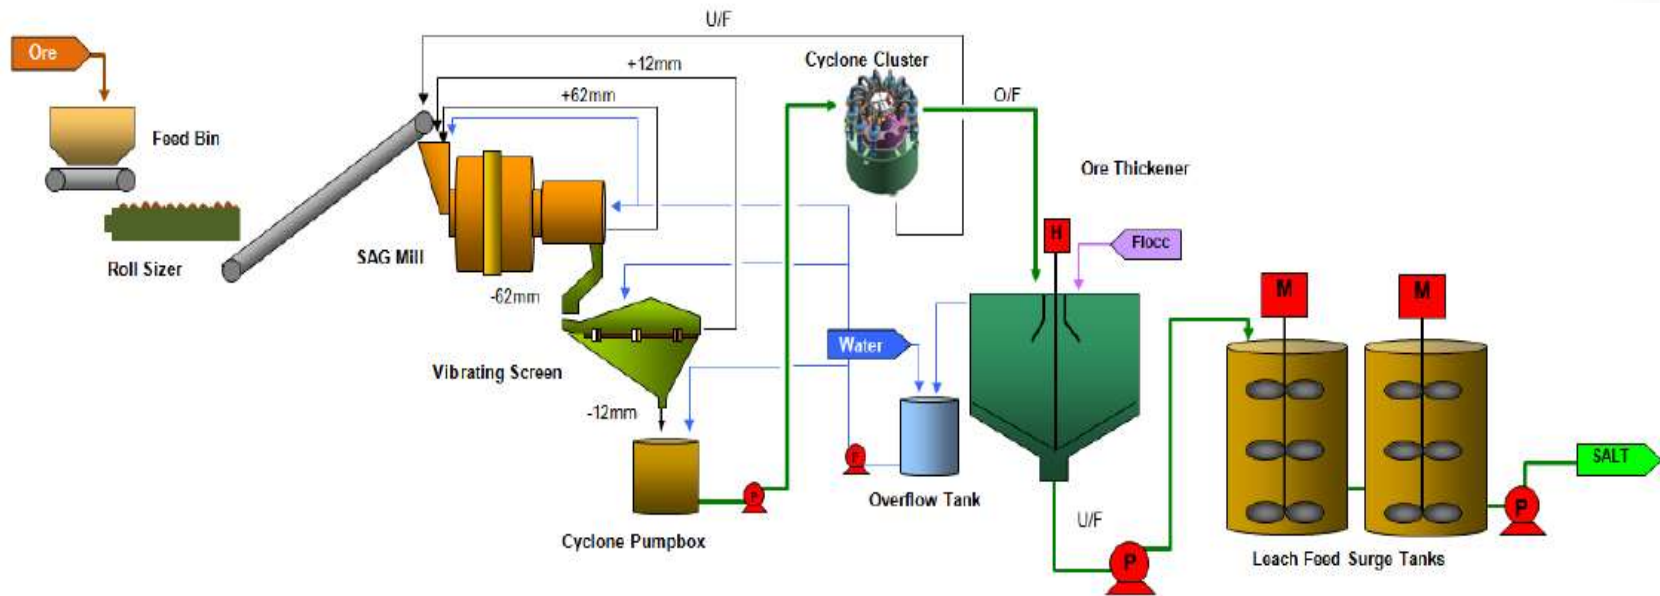 U/F
Ore
Cyclone Cluster
+12mm
+62mm
O/F
Feed Bin
Ore Thickener
H
Flocc
SAG Mill
Roll Sizer
-62mm
M
M
Water
Vibrating Screen
-12mm
P
P
SALT
Overflow Tank
P
U/F
Cyclone Pumpbox
P
Leach Feed Surge Tanks